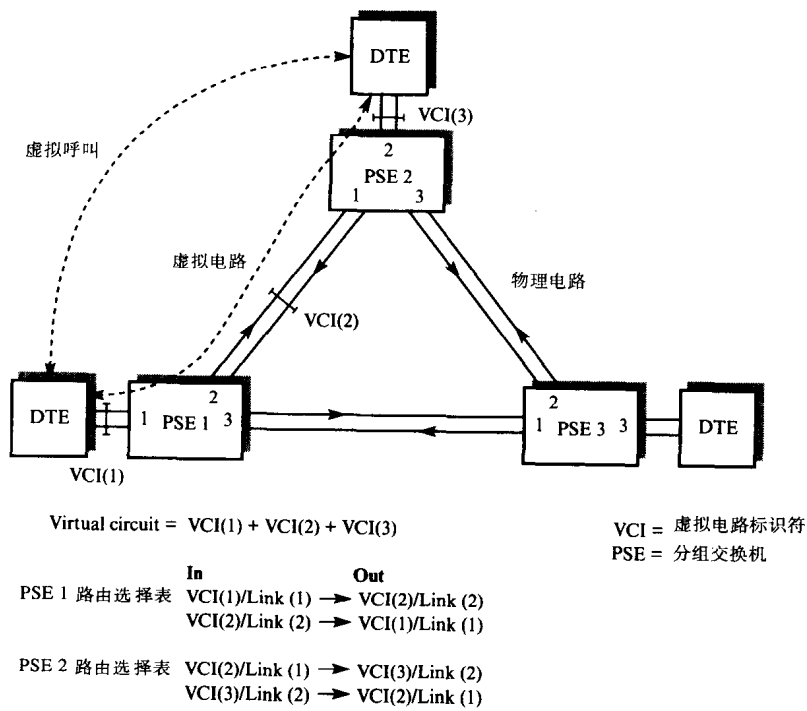 DTE
VCI(3)
2
PSE 2
1 3
虚拟呼叫
虚拟电路
物理电路
VCI(2)
DTE
VCI(1)
2
1 PSE 1 3
2
1 PSE 3 3
DTE
Virtual circuit = VCI(1) + VCI(2) + VCI(3)
VCI = 虚拟电路标识符
PSE = 分组交换机
In Out
PSE 1 路由选择表 VCI(1)/Link (1) → VCI(2)/Link (2)
VCI(2)/Link (2) → VCI(1)/Link (1)
PSE 2 路由选择表 VCI(2)/Link (1) → VCI(3)/Link (2)
VCI(3)/Link (2) → VCI(2)/Link (1)